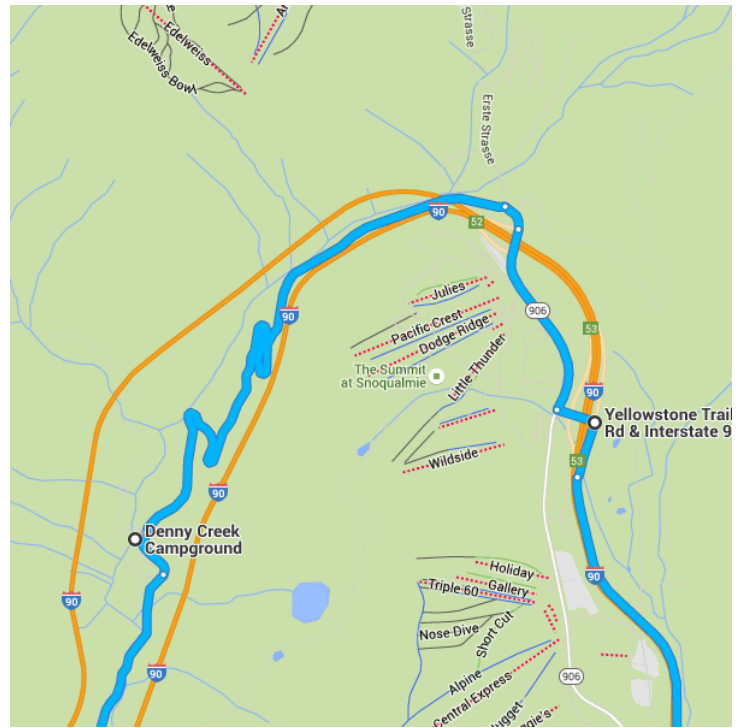 Edelweiss
Edelweiss Bowl
Strasse
Erste Strasse
90
52
Julies
90
906
Pacific Crest
Dodge Ridge
53
The Summit
at Snoqualmie
Little Thunder
90
Yellowstone Trail
Rd & Interstate 9
Wildside
53
90
Denny Creek
Campground
Holiday
90
90
Triple 60
Gallery
Nose Dive
Short Cut
Alpine
90
906
Central Express